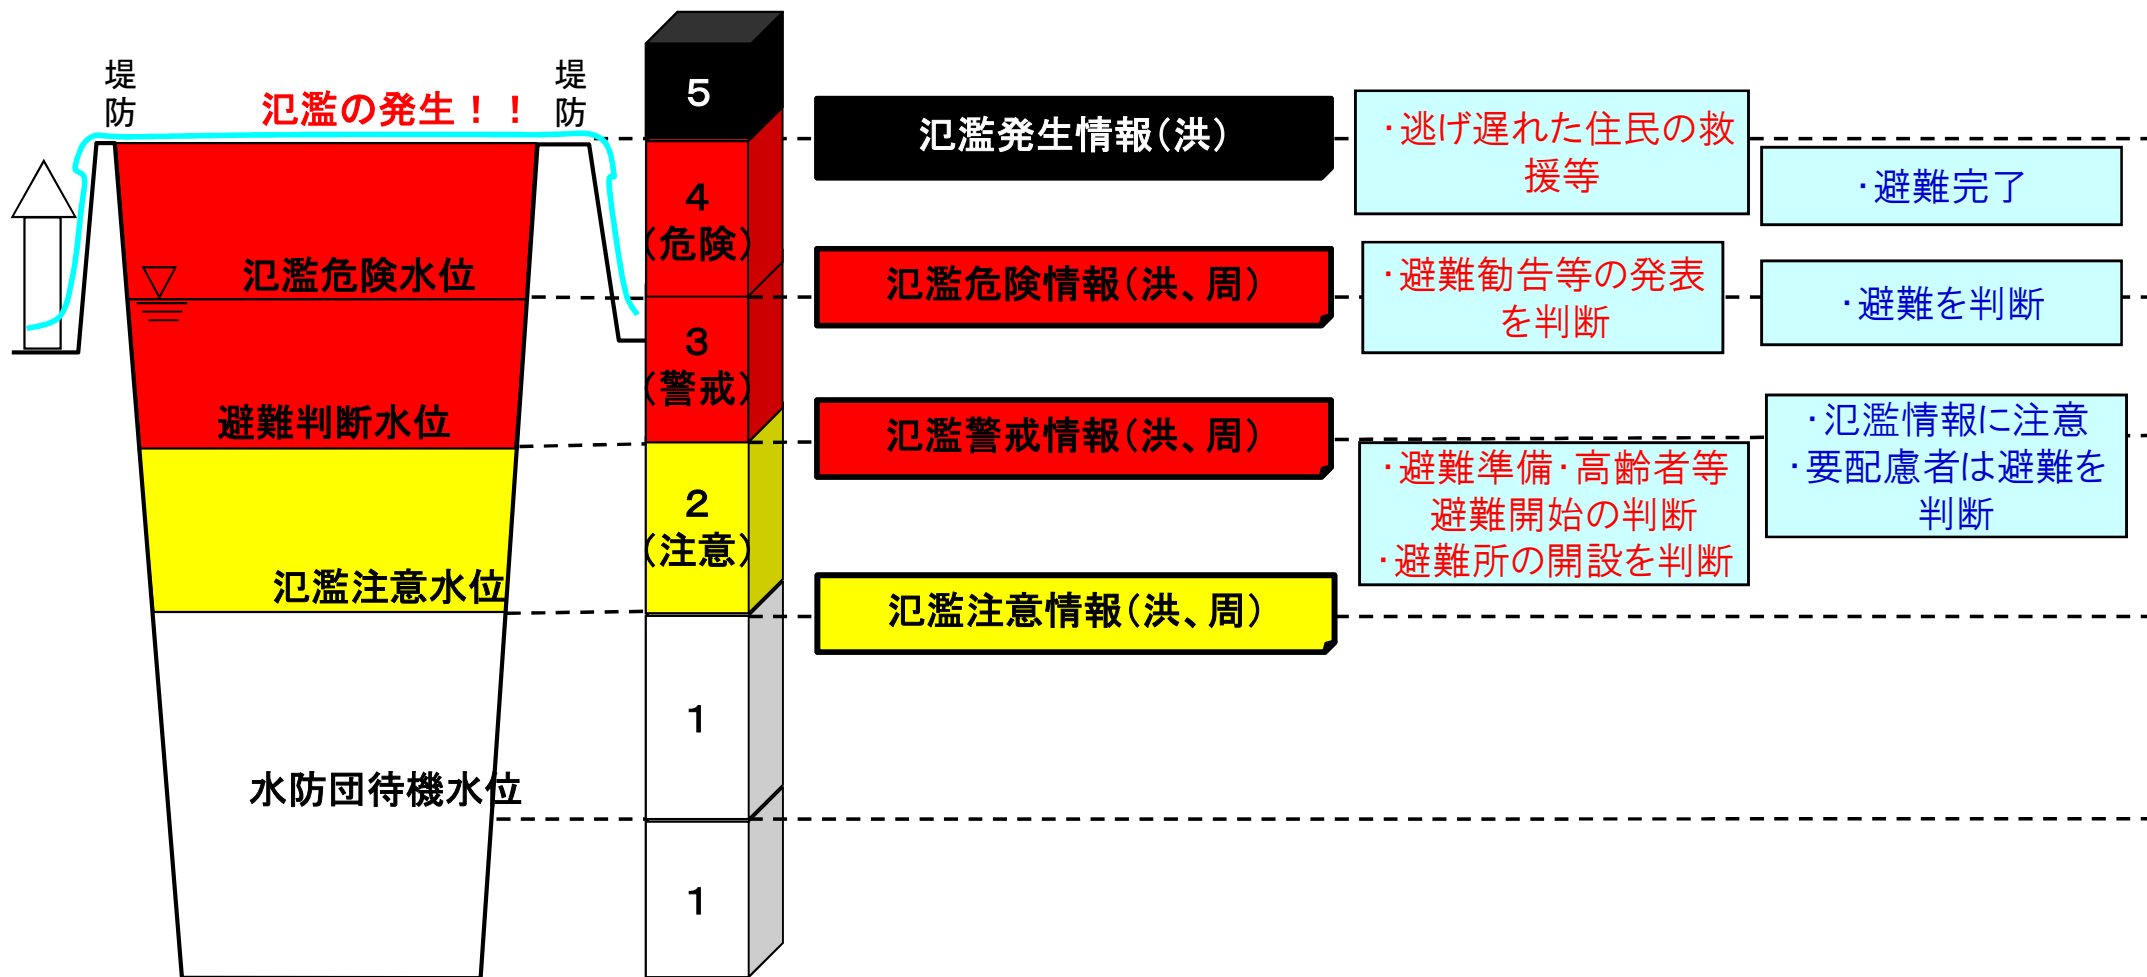 堤防
氾濫の発生！！
堤防
氾濫危険水位
避難判断水位
氾濫注意水位
水防団待機水位
5
4
（危険）
3
（警戒）
2
（注意）
1
1
氾濫発生情報（洪）
氾濫危険情報（洪、周）
氾濫警戒情報（洪、周）
氾濫注意情報（洪、周）
・逃げ遅れた住民の救
援等
・避難勧告等の発表
を判断
・避難準備・高齢者等
避難開始の判断
・避難所の開設を判断
・避難完了
・避難を判断
・氾濫情報に注意
・要配慮者は避難を
判断